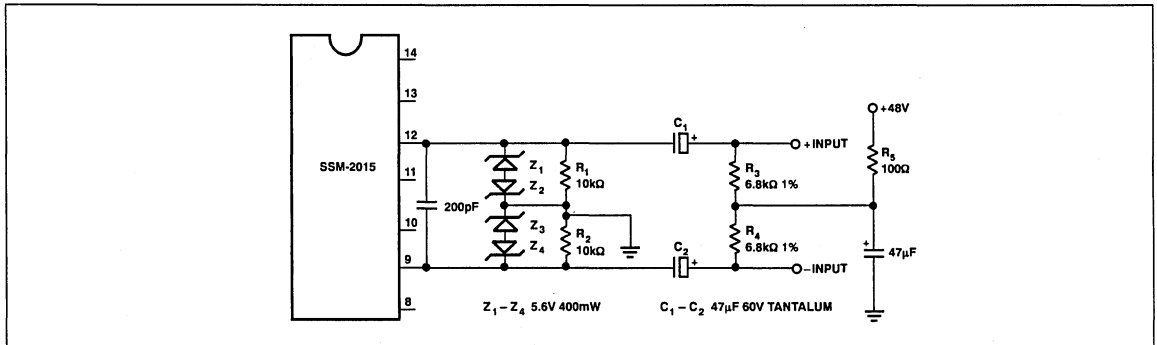 14
13
12
SSM-2015
11
10
9
8
200pF
Z1
Z2
Z3
Z4
R1
10kΩ
R2
10kΩ
C1
+
C2
+
+INPUT
–INPUT
R3
6.8kΩ 1%
R4
6.8kΩ 1%
+48V
R5
100Ω
+
47μF
Z1 – Z4 5.6V 400mW
C1 – C2 47μF 60V TANTALUM